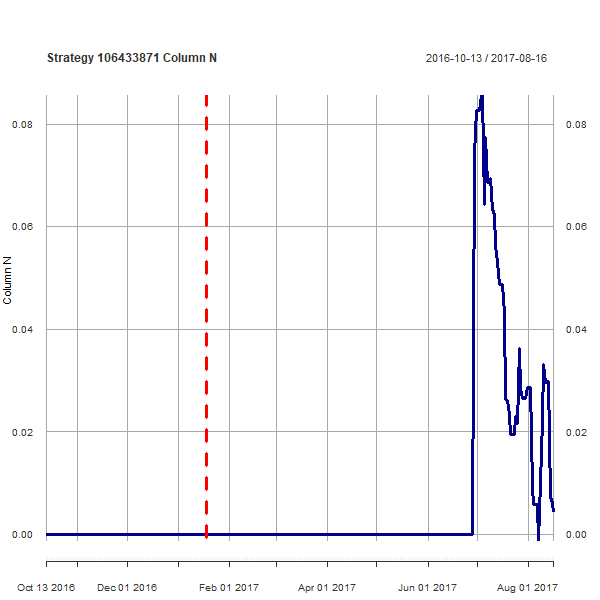 Strategy 106433871 Column N 2016-10-13 / 2017-08-16
0.08 0.08
0.06 0.06
Column N
0.04 0.04
0.02 0.02
0.00 0.00
Oct 13 2016 Dec 01 2016 Feb 01 2017 Apr 01 2017 Jun 01 2017 Aug 01 2017